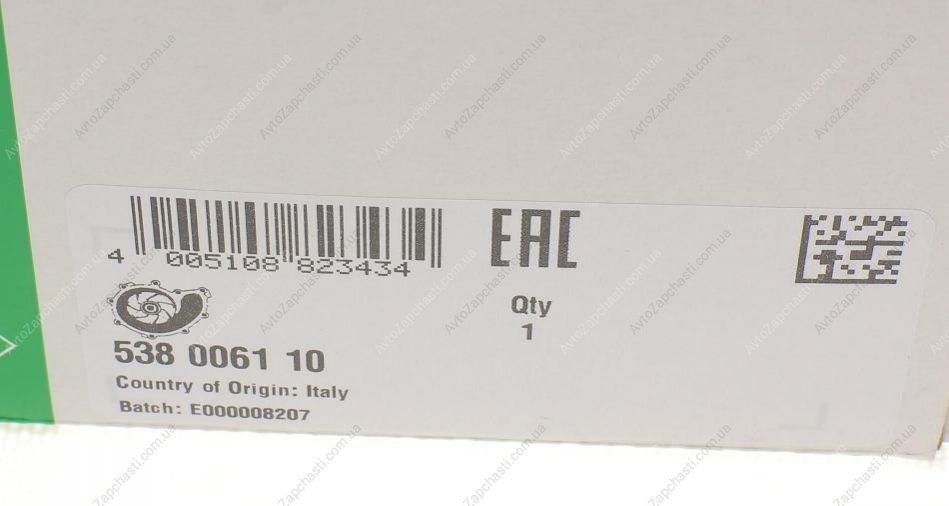 4 005108 823434
EAC
Qty
1
538 0061 10
Country of Origin: Italy
Batch: E000008207
AvtoZapchasti.com.ua